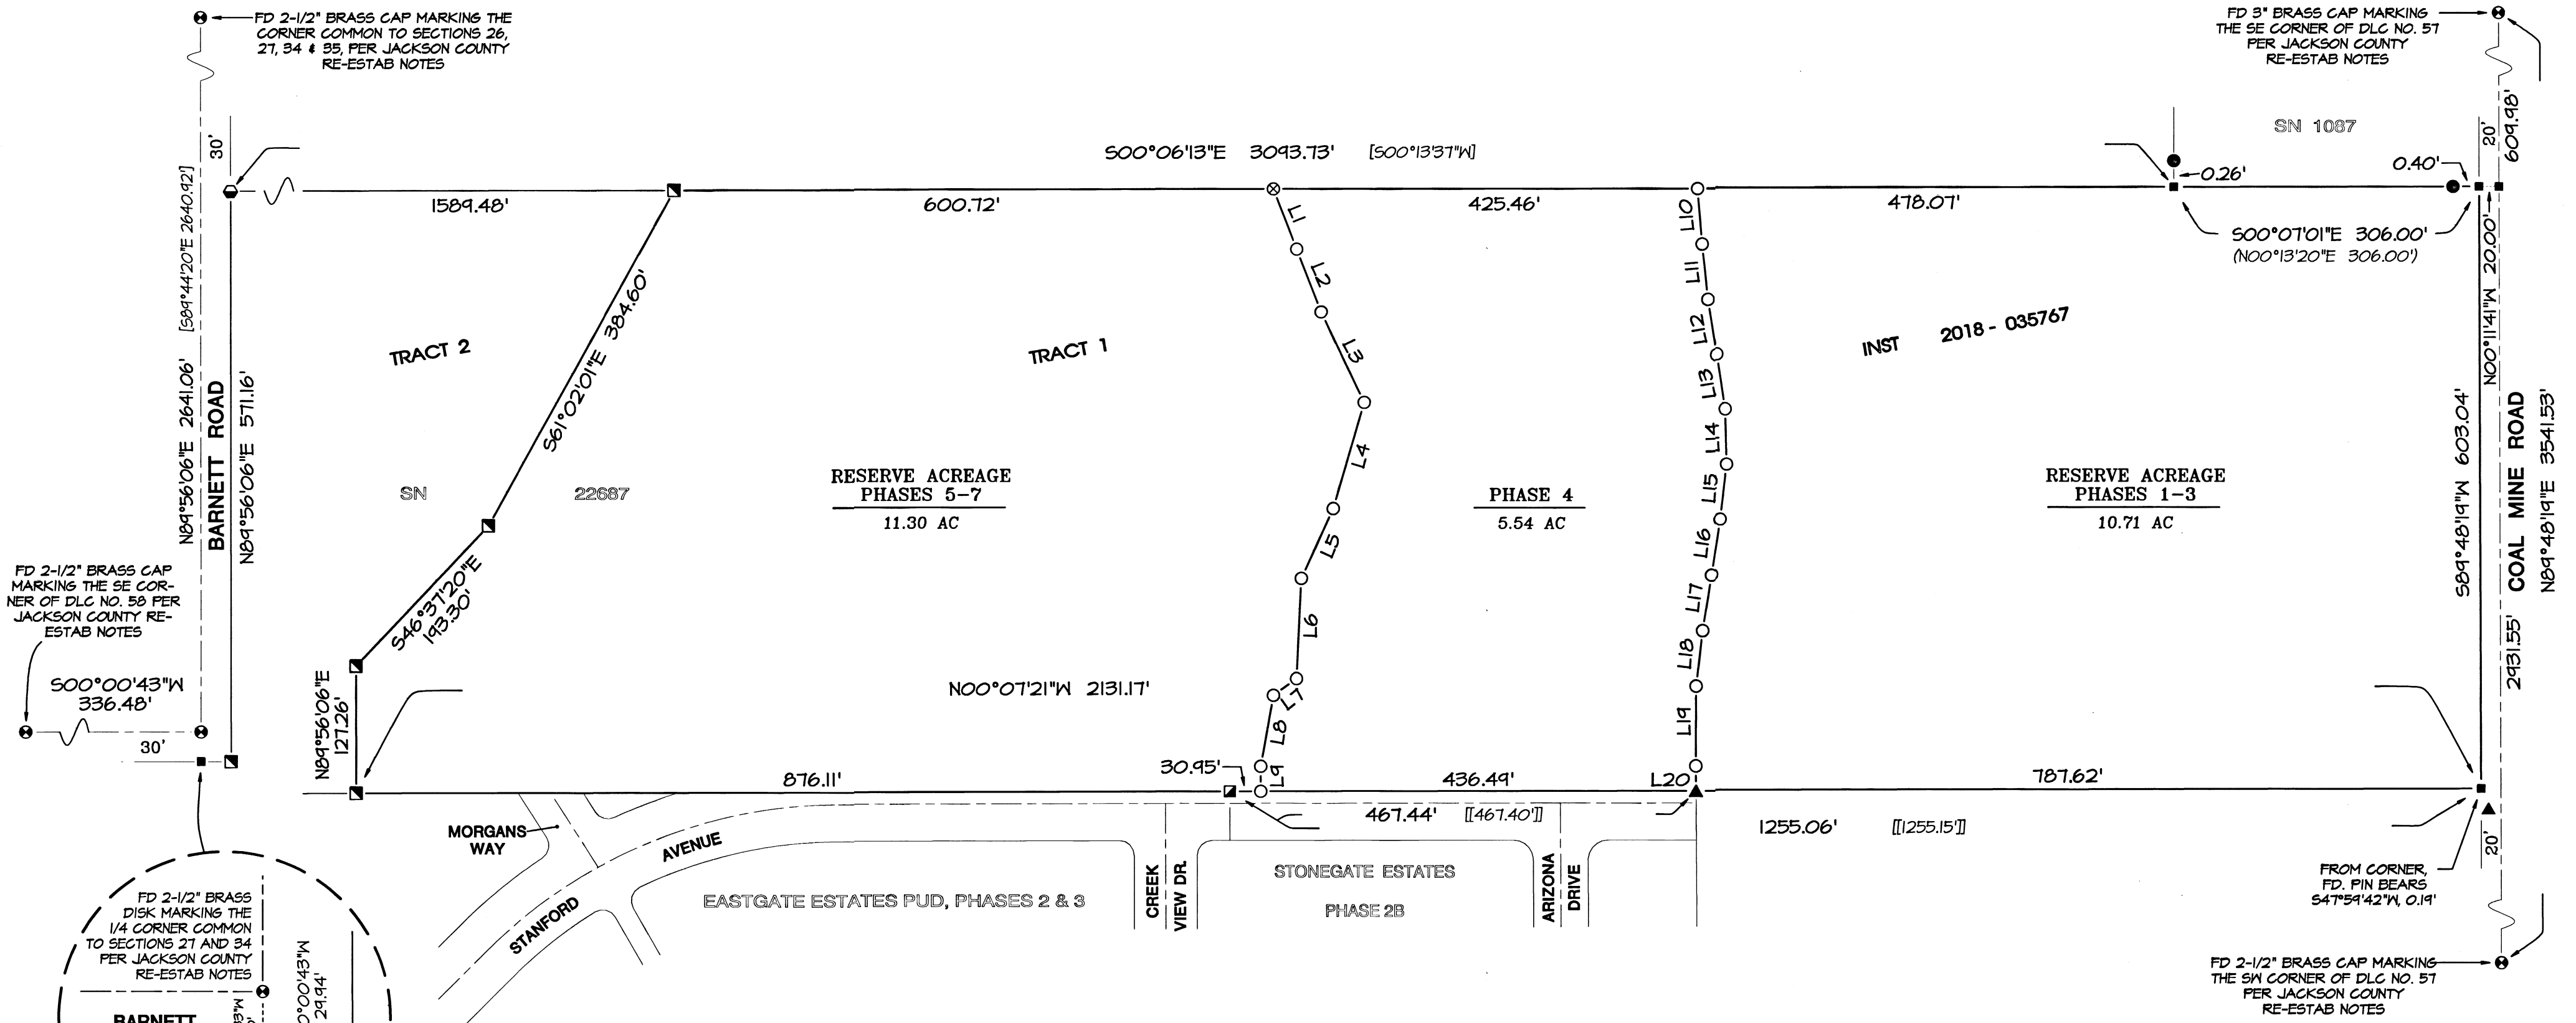 FD 2-1/2" BRASS CAP MARKING THE
CORNER COMMON TO SECTIONS 26,
27, 34 & 35, PER JACKSON COUNTY
RE-ESTAB NOTES
FD 3" BRASS CAP MARKING
THE SE CORNER OF DLC NO. 57
PER JACKSON COUNTY
RE-ESTAB NOTES
30'
[S89°44'20"E 2640.92']
N89°56'06"E 2641.06'
BARNETT ROAD
N89°56'06"E 571.16'
S00°06'13"E 3093.73' [S00°13'37"W]
1589.48'
600.72'
425.46'
478.07'
SN 1087
0.26'
0.40'
20'
609.98'
S00°07'01"E 306.00'
(N00°13'20"E 306.00')
N00°11'41"W 20.00'
S89°48'19"W 603.04'
COAL MINE ROAD
N89°48'19"E 3541.53'
2931.55'
TRACT 2
S61°02'01"E 384.60'
TRACT 1
INST 2018 - 035767
L1
L2
L3
L4
L5
L6
L7
L8
L9
L10
L11
L12
L13
L14
L15
L16
L17
L18
L19
L20
SN 22687
RESERVE ACREAGE
PHASES 5-7
11.30 AC
PHASE 4
5.54 AC
RESERVE ACREAGE
PHASES 1-3
10.71 AC
S46°37'20"E
193.30'
FD 2-1/2" BRASS CAP
MARKING THE SE COR-
NER OF DLC NO. 58 PER
JACKSON COUNTY RE-
ESTAB NOTES
S00°00'43"W
336.48'
30'
N89°56'06"E
127.26'
N00°07'21"W 2131.17'
876.11'
30.95'
436.49'
787.62'
467.44' [[467.40']]
1255.06' [[1255.15']]
20'
MORGANS
WAY
STANFORD AVENUE
CREEK
VIEW DR.
ARIZONA
DRIVE
EASTGATE ESTATES PUD, PHASES 2 & 3
STONEGATE ESTATES
PHASE 2B
FROM CORNER,
FD. PIN BEARS
S47°59'42"W, 0.19'
FD 2-1/2" BRASS CAP MARKING
THE SW CORNER OF DLC NO. 57
PER JACKSON COUNTY
RE-ESTAB NOTES
FD 2-1/2" BRASS
DISK MARKING THE
1/4 CORNER COMMON
TO SECTIONS 27 AND 34
PER JACKSON COUNTY
RE-ESTAB NOTES
0°00'43"W
29.94'
BARNETT